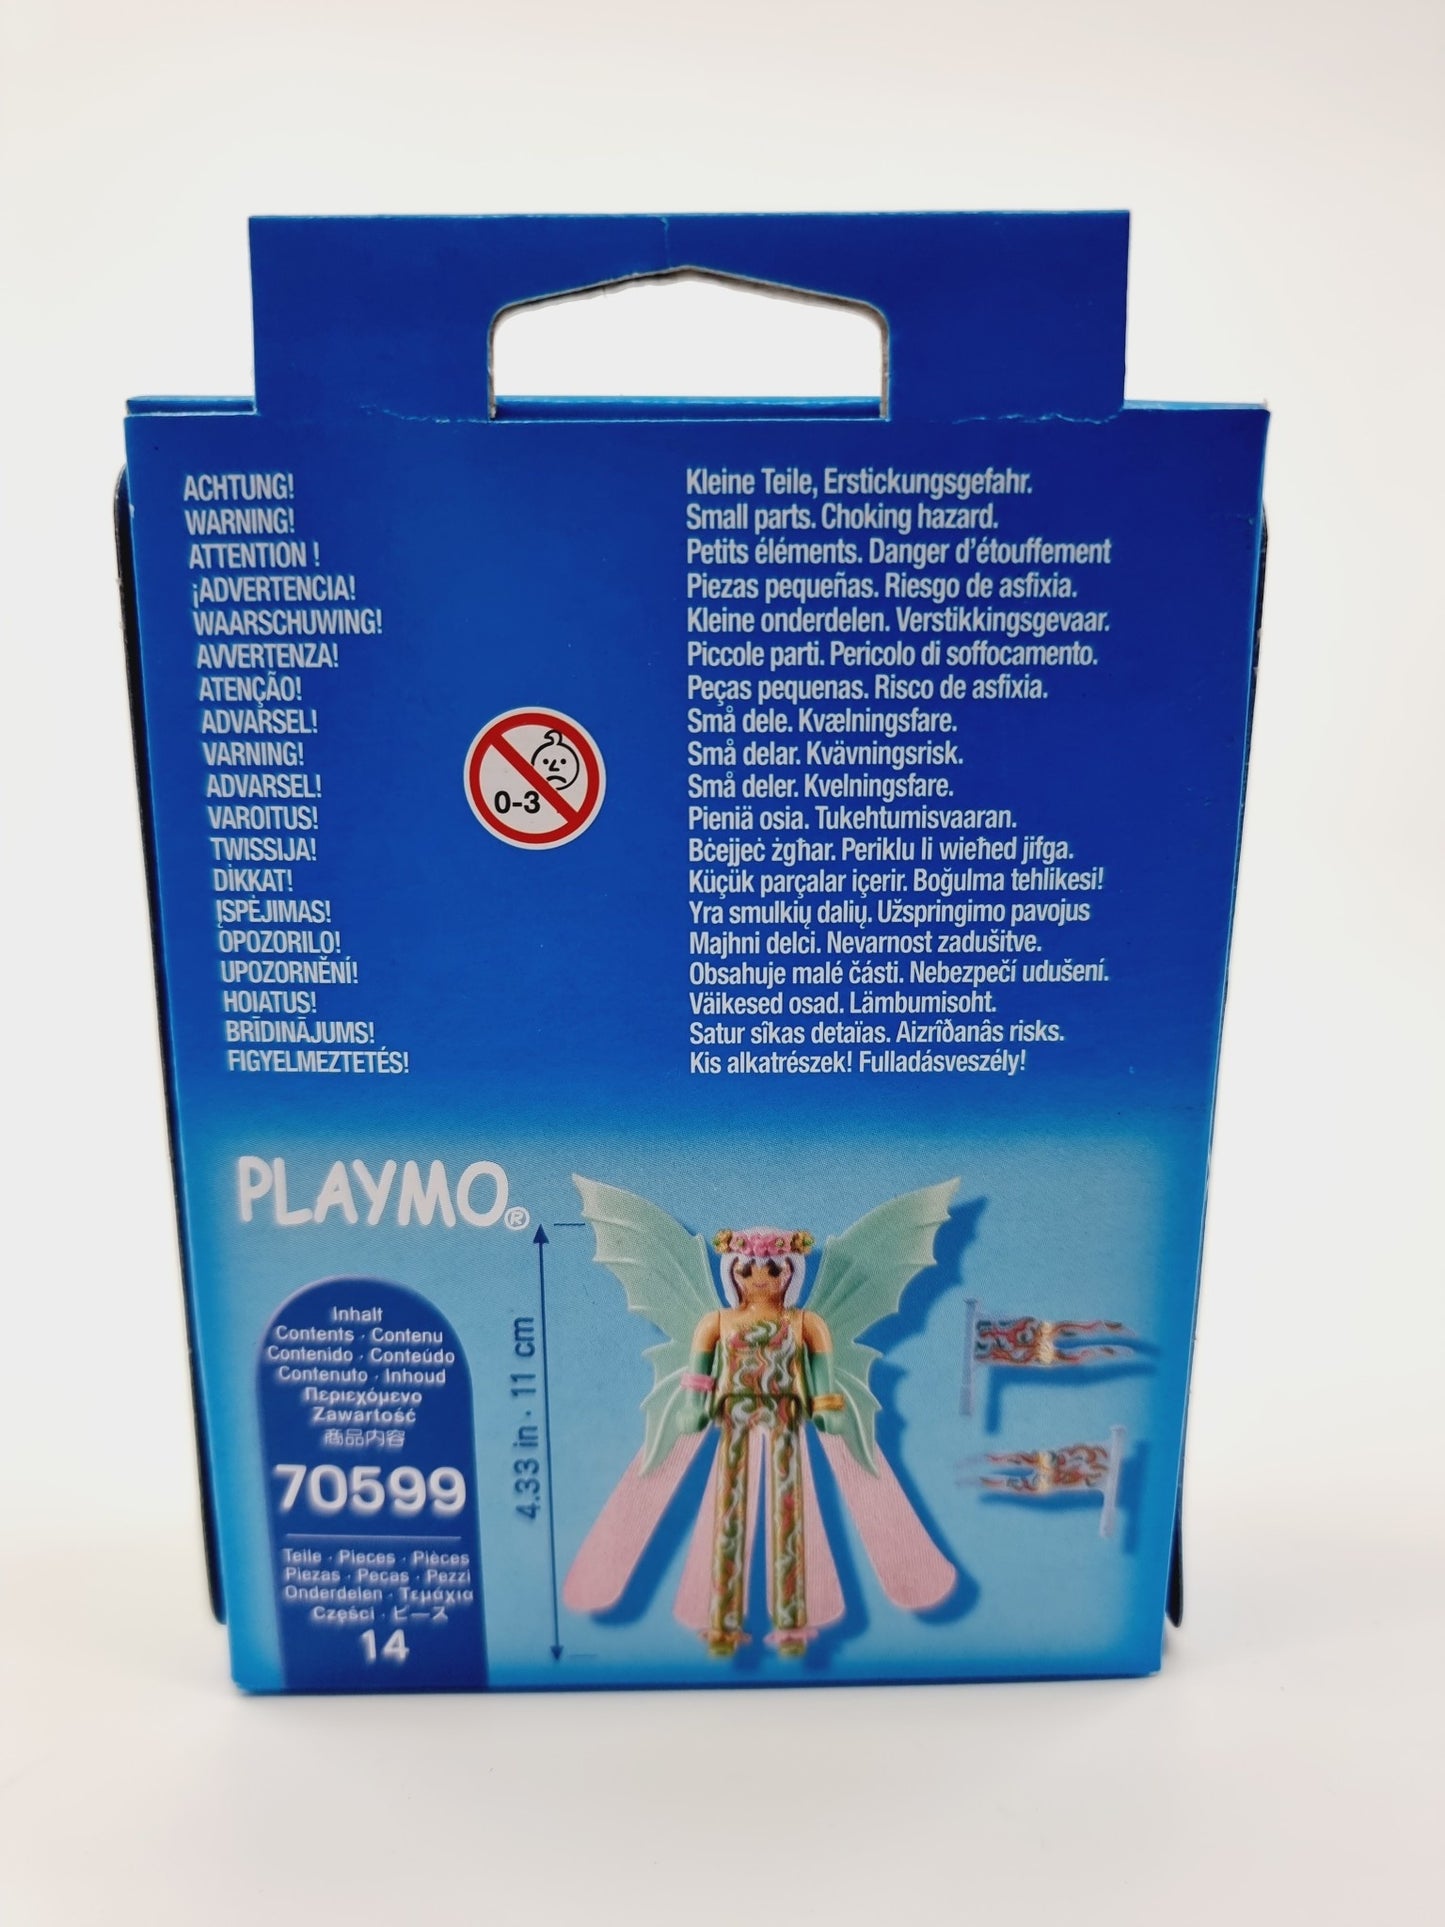 ACHTUNG! Kleine Teile, Erstickungsgefahr.
WARNING! Small parts. Choking hazard.
ATTENTION ! Petits éléments. Danger d'étouffement
¡ADVERTENCIA! Piezas pequeñas. Riesgo de asfixia.
WAARSCHUWING! Kleine onderdelen. Verstikkingsgevaar.
AVVERTENZA! Piccole parti. Pericolo di soffocamento.
ATENÇÃO! Peças pequenas. Risco de asfixia.
ADVARSEL! Små dele. Kvælningsfare.
VARNING! Små delar. Kvävningsrisk.
ADVARSEL! Små deler. Kvelningsfare.
VAROITUS! Pieniä osia. Tukehtumisvaaran.
TWISSIJA! Bċejjeċ żgħar. Periklu li wieħed jifga.
DİKKAT! Küçük parçalar içerir. Boğulma tehlikesi!
ĮSPĖJIMAS! Yra smulkių dalių. Užspringimo pavojus
OPOZORILO! Majhni delci. Nevarnost zadušitve.
UPOZORNĚNÍ! Obsahuje malé části. Nebezpečí udušení.
HOIATUS! Väikesed osad. Lämbumisoht.
BRĪDINĀJUMS! Satur sîkas detaïas. Aizrîðanâs risks.
FIGYELMEZTETÉS! Kis alkatrészek! Fulladásveszély!
0-3
PLAYMO®
Inhalt
Contents · Contenu
Contenido · Conteúdo
Contenuto · Inhoud
Περιεχόμενο
Zawartość
商品内容
70599
Teile · Pieces · Pièces
Piezas · Peças · Pezzi
Onderdelen · Τεμάχια
Części · ピース
14
4.33 in · 11 cm